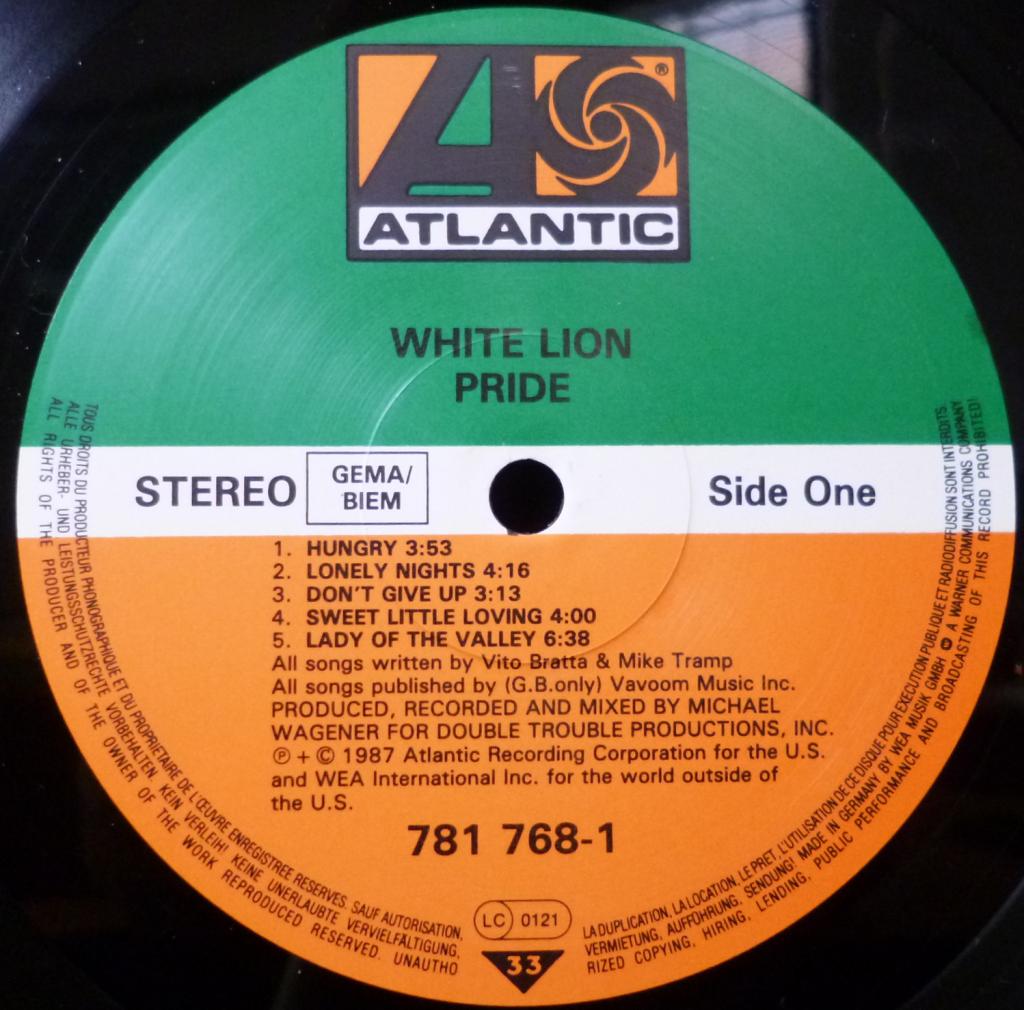 ATLANTIC
®
WHITE LION
PRIDE
STEREO
GEMA/
BIEM
Side One
1. HUNGRY 3:53
2. LONELY NIGHTS 4:16
3. DON'T GIVE UP 3:13
4. SWEET LITTLE LOVING 4:00
5. LADY OF THE VALLEY 6:38
All songs written by Vito Bratta & Mike Tramp
All songs published by (G.B.only) Vavoom Music Inc.
PRODUCED, RECORDED AND MIXED BY MICHAEL
WAGENER FOR DOUBLE TROUBLE PRODUCTIONS, INC.
℗ + © 1987 Atlantic Recording Corporation for the U.S.
and WEA International Inc. for the world outside of
the U.S.
781 768-1
LC 0121
33
TOUS DROITS DU PRODUCTEUR PHONOGRAPHIQUE ET DU PROPRIETAIRE DE L'ŒUVRE ENREGISTREE RESERVES. SAUF AUTORISATION, LA DUPLICATION, LA LOCATION, LE PRET, L'UTILISATION DE CE DISQUE POUR EXECUTION PUBLIQUE ET RADIODIFFUSION SONT INTERDITS.
ALLE URHEBER- UND LEISTUNGSSCHUTZRECHTE VORBEHALTEN. KEIN VERLEIH! KEINE UNERLAUBTE VERVIELFÄLTIGUNG, VERMIETUNG, AUFFÜHRUNG, SENDUNG! MADE IN GERMANY BY WEA MUSIK GMBH A WARNER COMMUNICATIONS COMPANY
ALL RIGHTS OF THE PRODUCER AND OF THE OWNER OF THE WORK REPRODUCED RESERVED. UNAUTHORIZED COPYING, HIRING, LENDING, PUBLIC PERFORMANCE AND BROADCASTING OF THIS RECORD PROHIBITED!